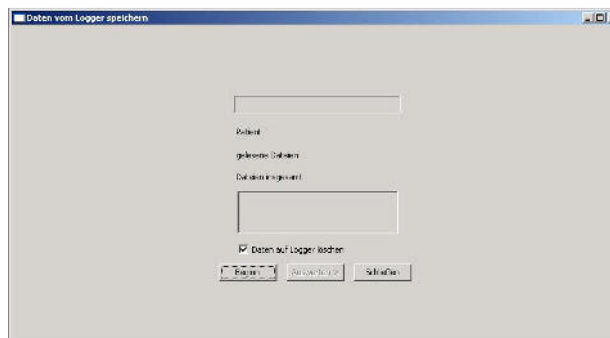 Daten vom Logger speichern
Patient
gelesene Dateien
Dateien insgesamt
Daten auf Logger löschen
Beginn Schließen